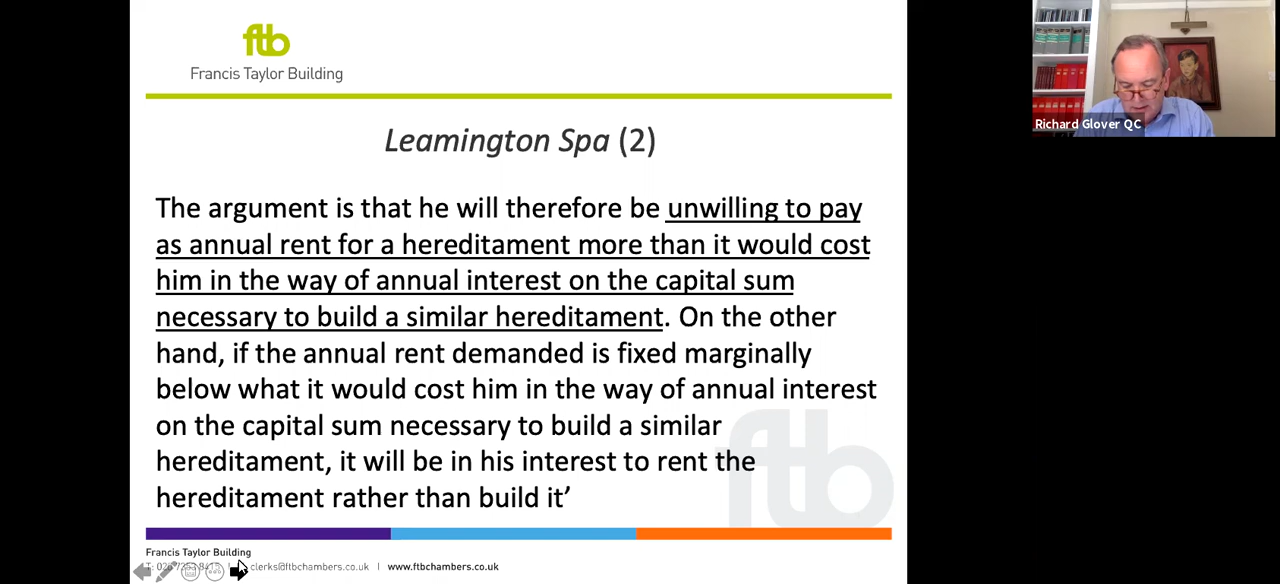 ftb
Francis Taylor Building
Leamington Spa (2)
The argument is that he will therefore be unwilling to pay
as annual rent for a hereditament more than it would cost
him in the way of annual interest on the capital sum
necessary to build a similar hereditament. On the other
hand, if the annual rent demanded is fixed marginally
below what it would cost him in the way of annual interest
on the capital sum necessary to build a similar
hereditament, it will be in his interest to rent the
hereditament rather than build it’
ftb
Francis Taylor Building
clerks@ftbchambers.co.uk | www.ftbchambers.co.uk
Richard Glover QC